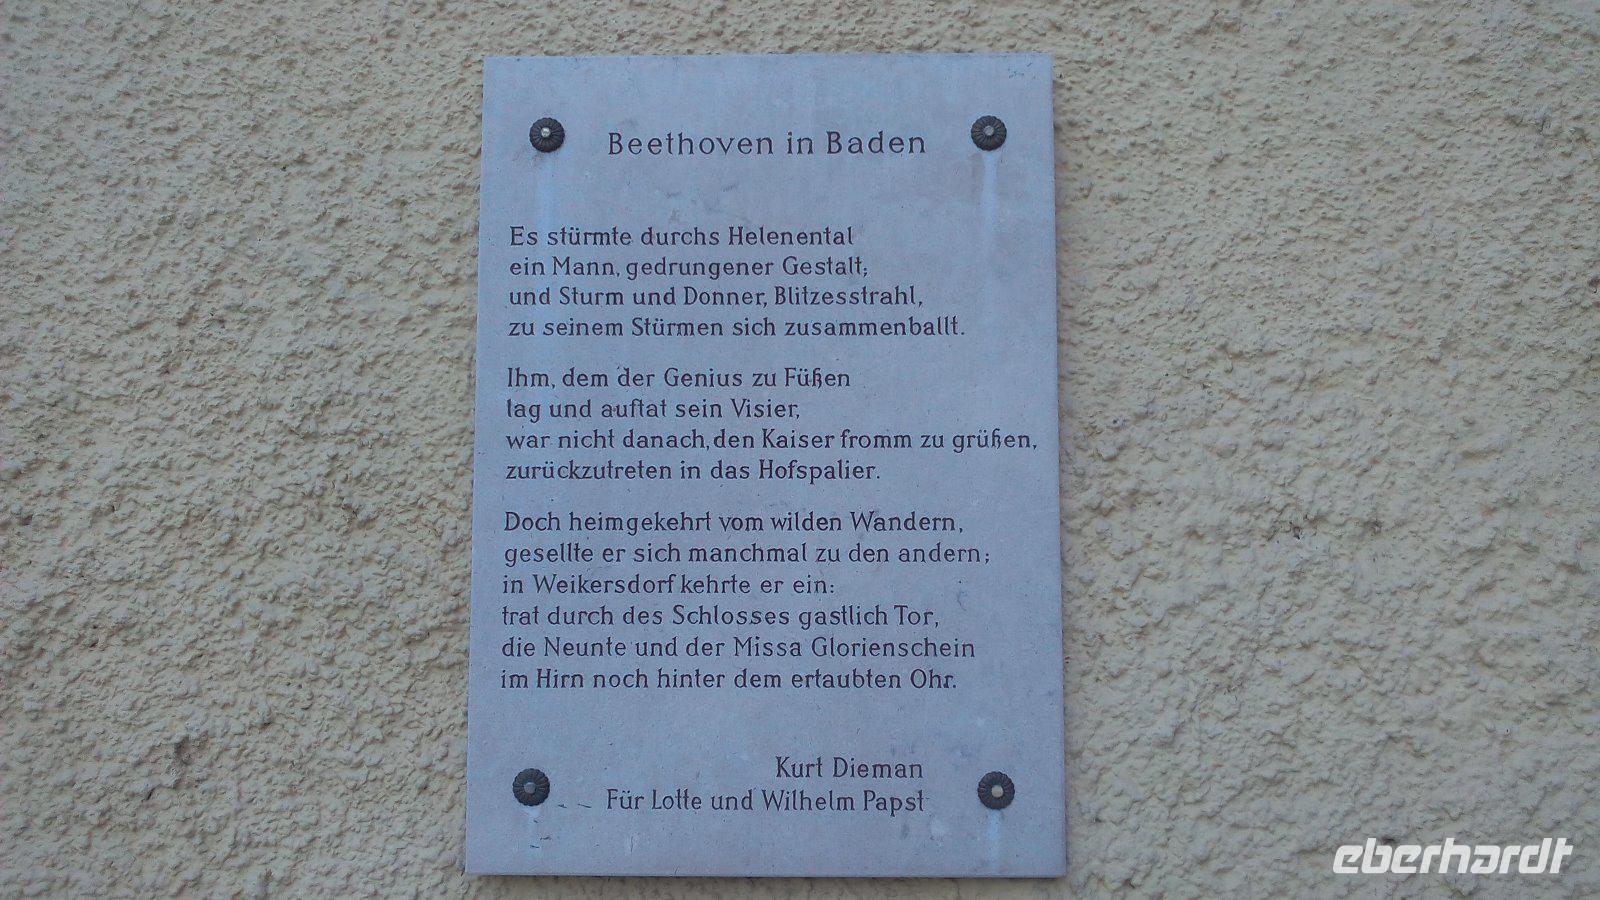 Beethoven in Baden
Es stürmte durchs Helenental
ein Mann, gedrungener Gestalt;
und Sturm und Donner, Blitzesstrahl,
zu seinem Stürmen sich zusammenballt.
Ihm, dem der Genius zu Füßen
lag und auftat sein Visier,
war nicht danach, den Kaiser fromm zu grüßen,
zurückzutreten in das Hofspalier.
Doch heimgekehrt vom wilden Wandern,
gesellte er sich manchmal zu den andern;
in Weikersdorf kehrte er ein:
trat durch des Schlosses gastlich Tor,
die Neunte und der Missa Glorienschein
im Hirn noch hinter dem ertaubten Ohr.
Kurt Dieman
Für Lotte und Wilhelm Papst
eberhardt